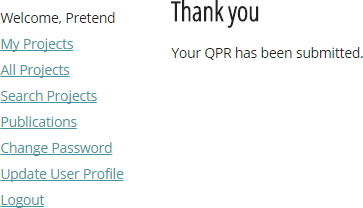 Welcome, Pretend
My Projects
All Projects
Search Projects
Publications
Change Password
Update User Profile
Logout
Thank you
Your QPR has been submitted.